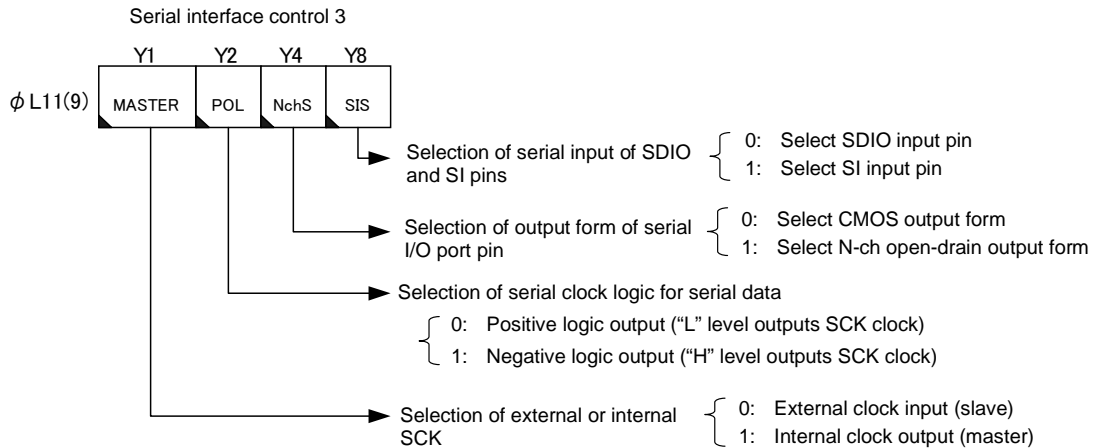 Serial interface control 3
Y1 Y2 Y4 Y8
ϕ L11(9) MASTER POL NchS SIS
Selection of serial input of SDIO
and SI pins
0: Select SDIO input pin
1: Select SI input pin
Selection of output form of serial
I/O port pin
0: Select CMOS output form
1: Select N-ch open-drain output form
Selection of serial clock logic for serial data
0: Positive logic output (“L” level outputs SCK clock)
1: Negative logic output (“H” level outputs SCK clock)
Selection of external or internal
SCK
0: External clock input (slave)
1: Internal clock output (master)